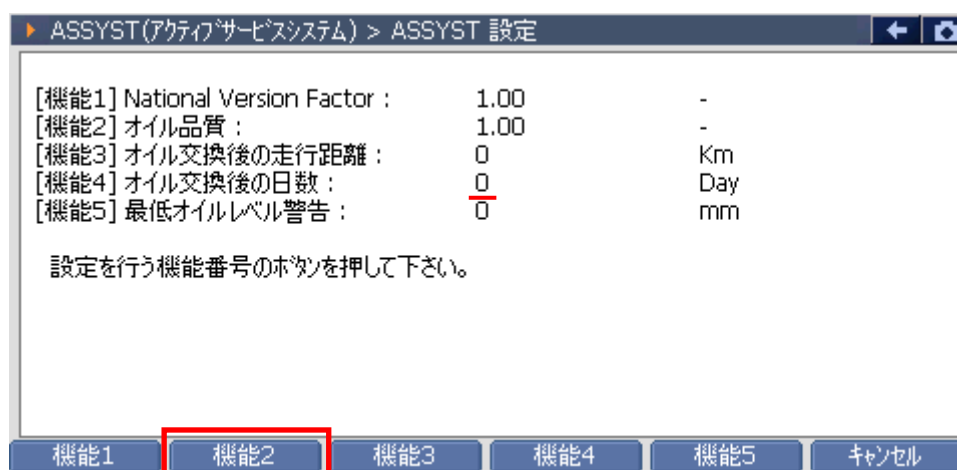 ASSYST(アクティブサービスシステム) > ASSYST 設定
[機能1] National Version Factor : 1.00 -
[機能2] オイル品質 : 1.00 -
[機能3] オイル交換後の走行距離 : 0 Km
[機能4] オイル交換後の日数 : 0 Day
[機能5] 最低オイルレベル警告 : 0 mm
設定を行う機能番号のボタンを押して下さい。
機能1 機能2 機能3 機能4 機能5 キャンセル